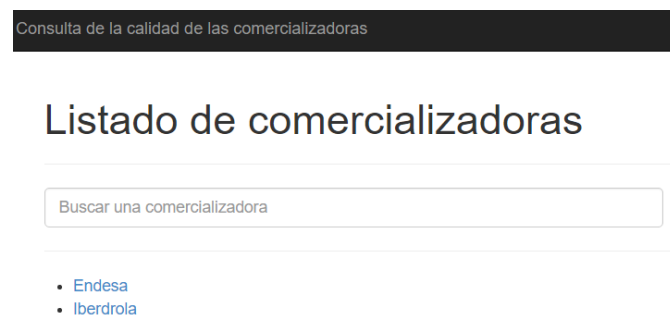 Consulta de la calidad de las comercializadoras
Listado de comercializadoras
Buscar una comercializadora
Endesa
Iberdrola